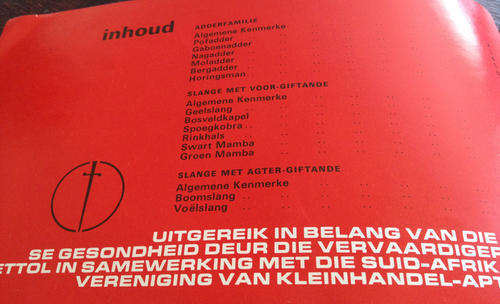 inhoud
ADDERFAMILIE
Algemene Kenmerke
Pofadder
Gaboenadder
Nagadder
Moladder
Bergadder
Horingsman
SLANGE MET VOOR-GIFTANDE
Algemene Kenmerke
Geelslang
Bosveldkapel
Spoegkobra
Rinkhals
Swart Mamba
Groen Mamba
SLANGE MET AGTER-GIFTANDE
Algemene Kenmerke
Boomslang
Voëlslang
UITGEREIK IN BELANG VAN DIE
SE GESONDHEID DEUR DIE VERVAARDIGER
ETTOL IN SAMEWERKING MET DIE SUID-AFRIK
VERENIGING VAN KLEINHANDEL-AP